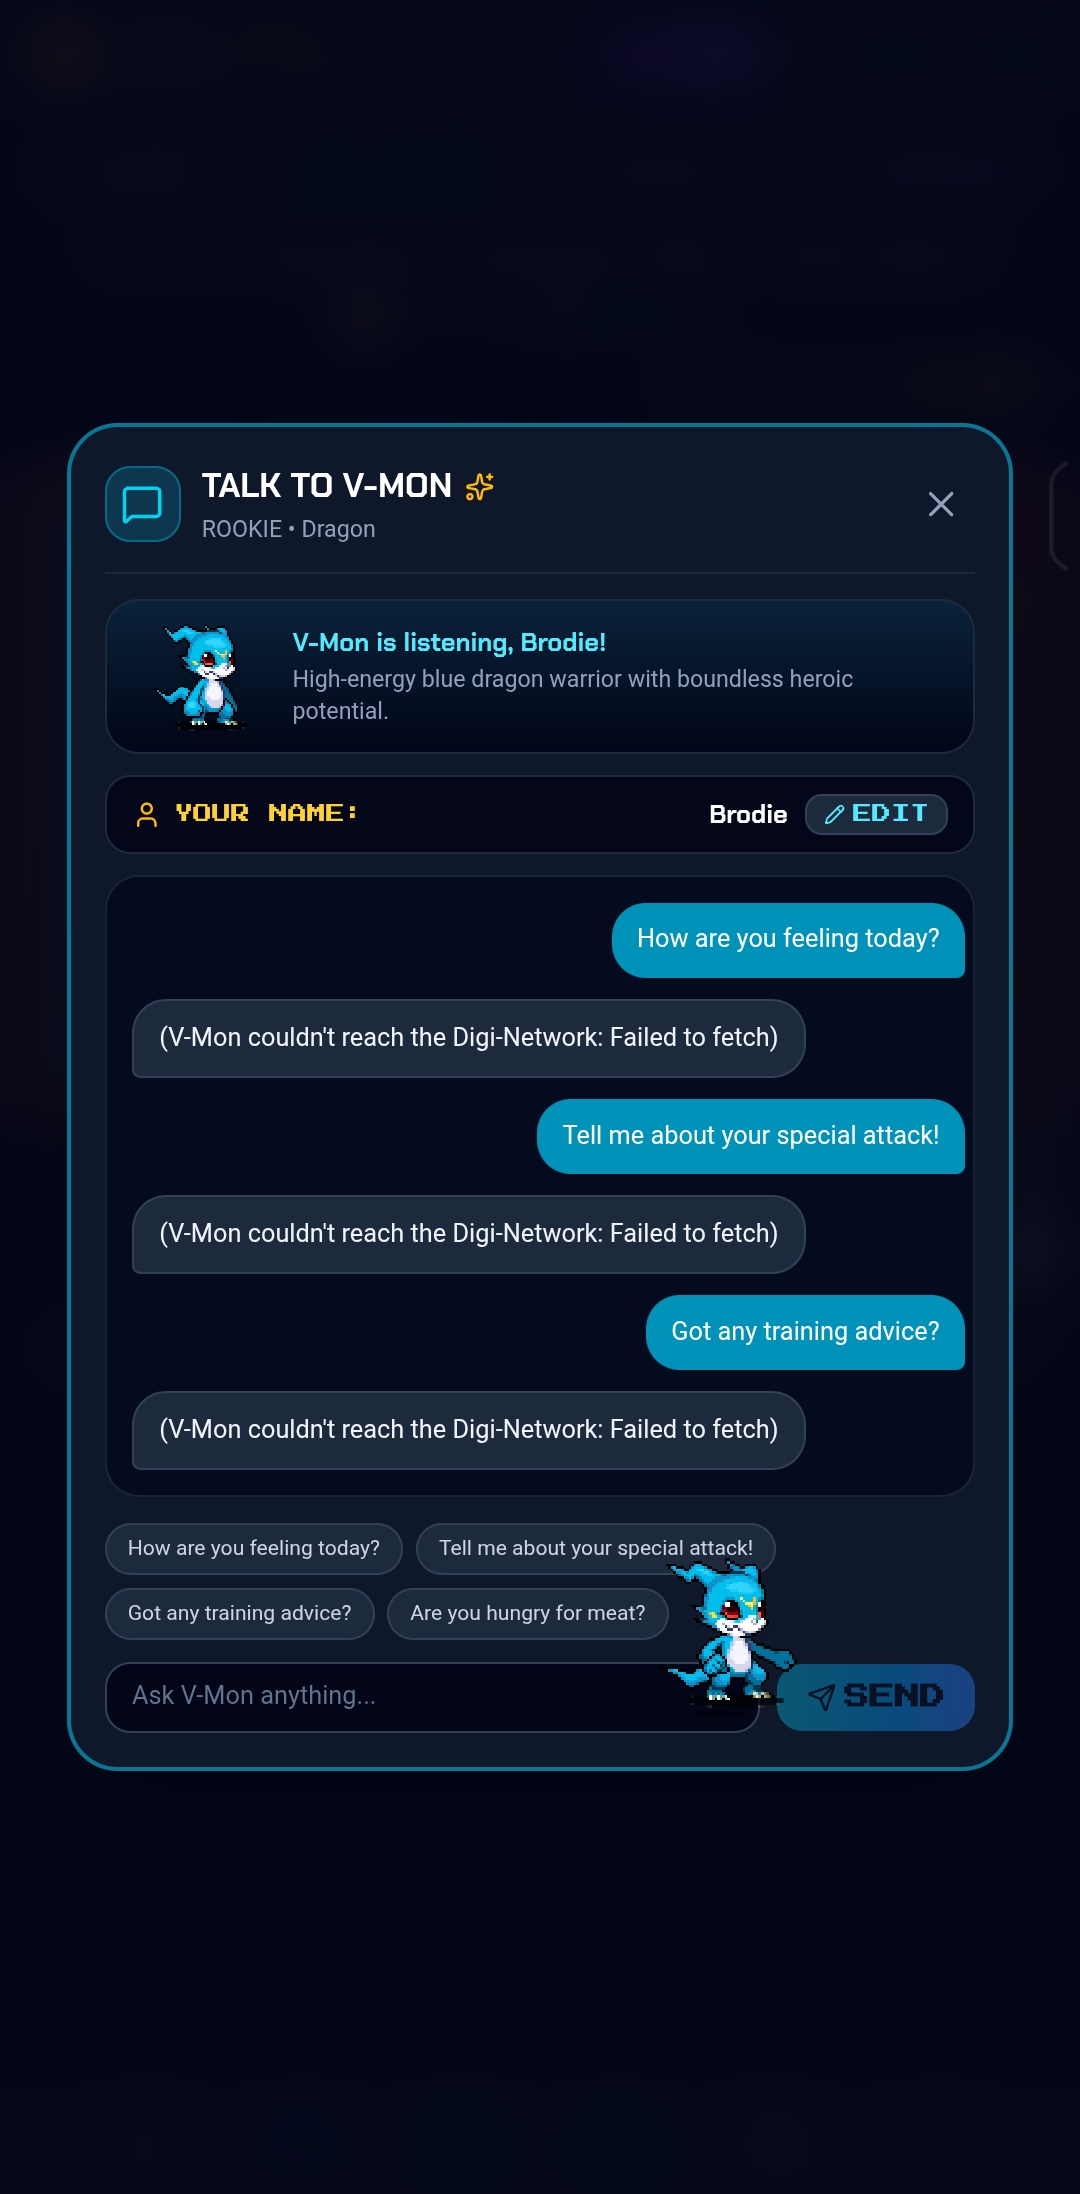 TALK TO V-MON
ROOKIE • Dragon
V-Mon is listening, Brodie!
High-energy blue dragon warrior with boundless heroic
potential.
YOUR NAME:
Brodie
EDIT
How are you feeling today?
(V-Mon couldn't reach the Digi-Network: Failed to fetch)
Tell me about your special attack!
(V-Mon couldn't reach the Digi-Network: Failed to fetch)
Got any training advice?
(V-Mon couldn't reach the Digi-Network: Failed to fetch)
How are you feeling today?
Tell me about your special attack!
Got any training advice?
Are you hungry for meat?
Ask V-Mon anything...
SEND